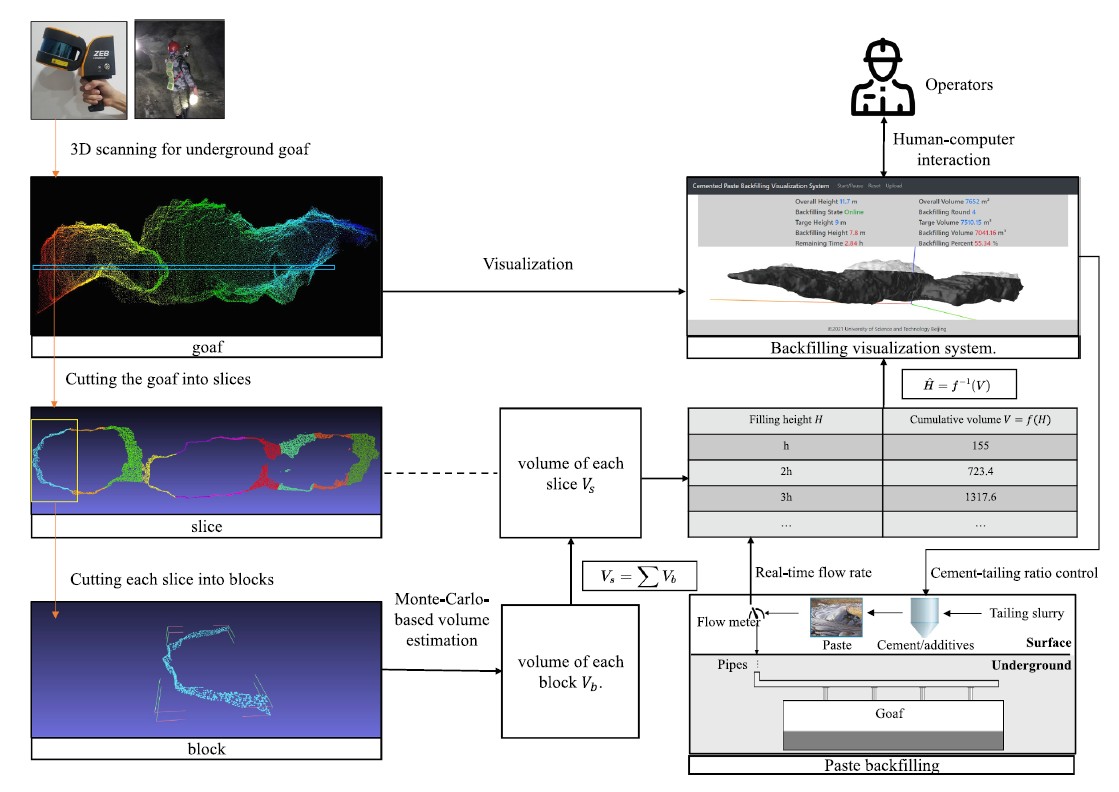 ZEB
3D scanning for underground goaf
Operators
Human-computer
interaction
Cemented Paste Backfilling Visualization System Start/Pause Reset Upload
Overall Height 11.7 m
Overall Volume 7652 m³
Backfilling State Online
Backfilling Round 4
Targe Height 9 m
Targe Volume 7510.15 m³
Backfilling Height 7.8 m
Backfilling Volume 7041.16 m³
Remaining Time 2.84 h
Backfilling Percent 55.34 %
©2021 University of Science and Technology Beijing
Backfilling visualization system.
Visualization
goaf
Cutting the goaf into slices
Ĥ = f⁻¹(V)
Filling height H
Cumulative volume V = f(H)
h
155
2h
723.4
3h
1317.6
…
…
volume of each
slice Vₛ
slice
Cutting each slice into blocks
Vₛ = ∑ V_b
Monte-Carlo-
based volume
estimation
volume of each
block V_b.
block
Real-time flow rate
Cement-tailing ratio control
Flow meter
Paste
Cement/additives
Tailing slurry
Surface
Underground
Pipes
Goaf
Paste backfilling